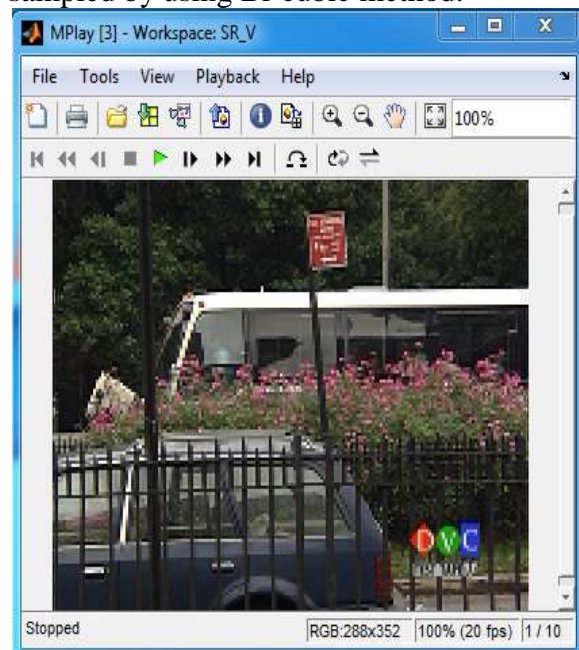 sampled by using Bi-cubic method.
MPlay [3] - Workspace: SR_V
File Tools View Playback Help
100%
DVC
Stopped RGB:288x352 100% (20 fps) 1 / 10